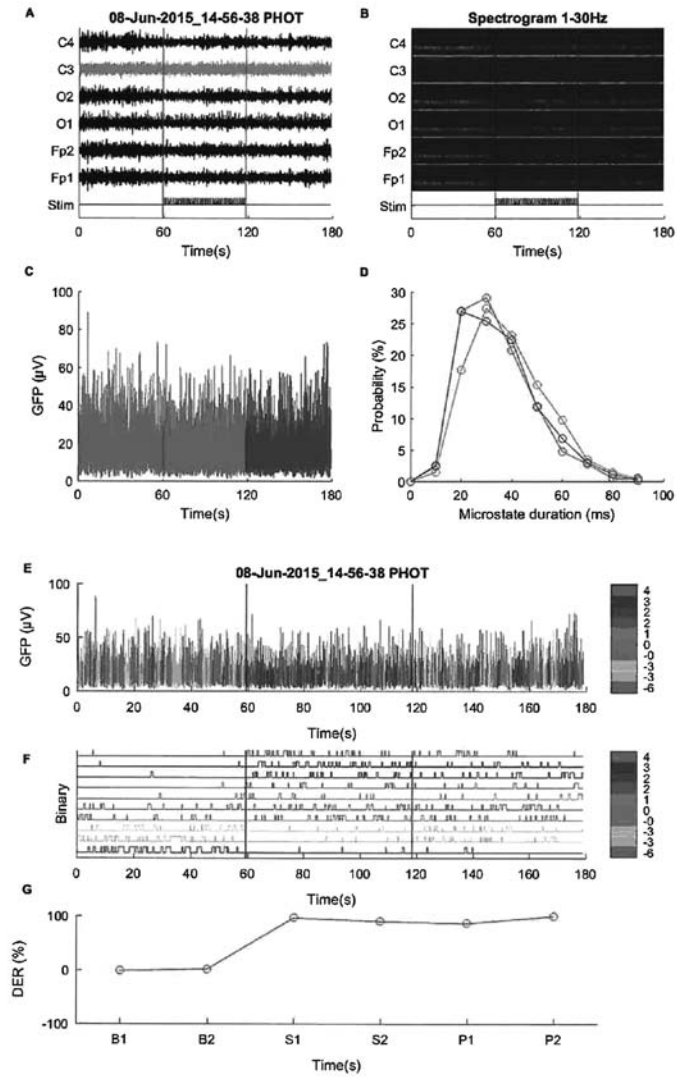 A
08-Jun-2015_14-56-38 PHOT
C4
C3
O2
O1
Fp2
Fp1
Stim
0 60 120 180
Time(s)
B
Spectrogram 1-30Hz
C4
C3
O2
O1
Fp2
Fp1
Stim
0 60 120 180
Time(s)
C
100
80
60
40
20
0
GFP (µV)
0 60 120 180
Time(s)
D
30
25
20
15
10
5
0
Probability (%)
0 20 40 60 80 100
Microstate duration (ms)
E
08-Jun-2015_14-56-38 PHOT
100
50
0
GFP (µV)
0 20 40 60 80 100 120 140 160 180
Time(s)
4
3
2
2
1
0
-0
-3
-3
-6
F
Binary
0 20 40 60 80 100 120 140 160 180
Time(s)
4
3
2
2
1
0
-0
-3
-3
-6
G
100
0
-100
DER (%)
B1 B2 S1 S2 P1 P2
Time(s)